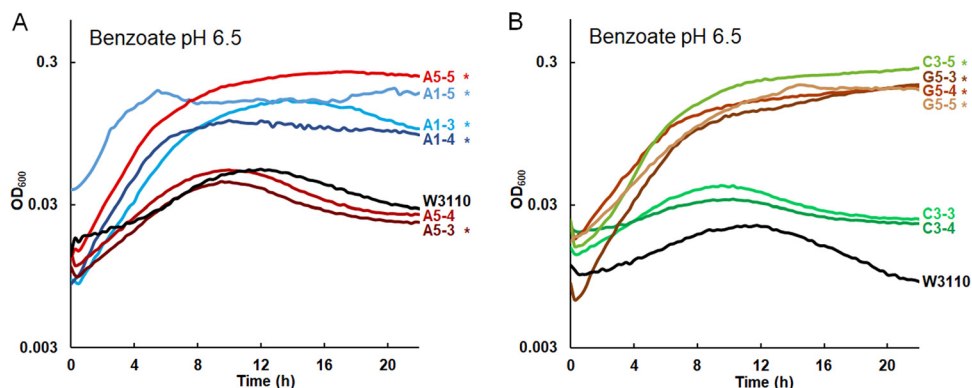 A
Benzoate pH 6.5
0.3
0.03
0.003
OD600
A5-5 *
A1-5 *
A1-3 *
A1-4 *
W3110
A5-4
A5-3 *
0 4 8 12 16 20
Time (h)
B
Benzoate pH 6.5
0.3
0.03
0.003
OD600
C3-5 *
G5-3 *
G5-4 *
G5-5 *
C3-3
C3-4
W3110
0 4 8 12 16 20
Time (h)